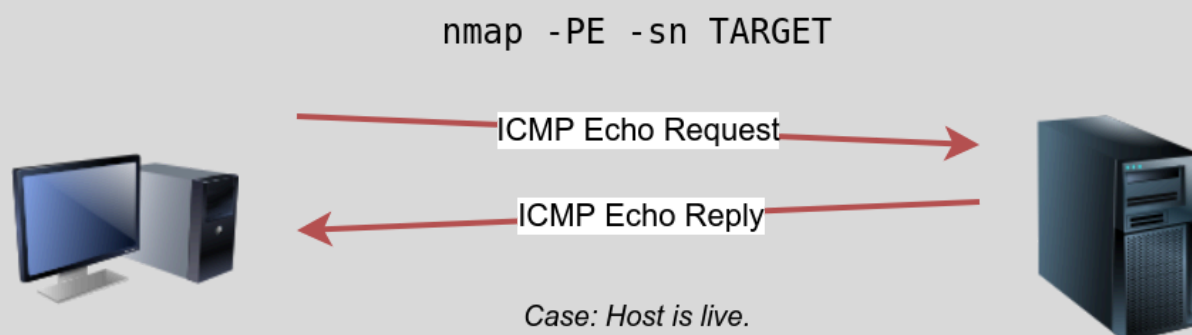 nmap -PE -sn TARGET
ICMP Echo Request
ICMP Echo Reply
Case: Host is live.